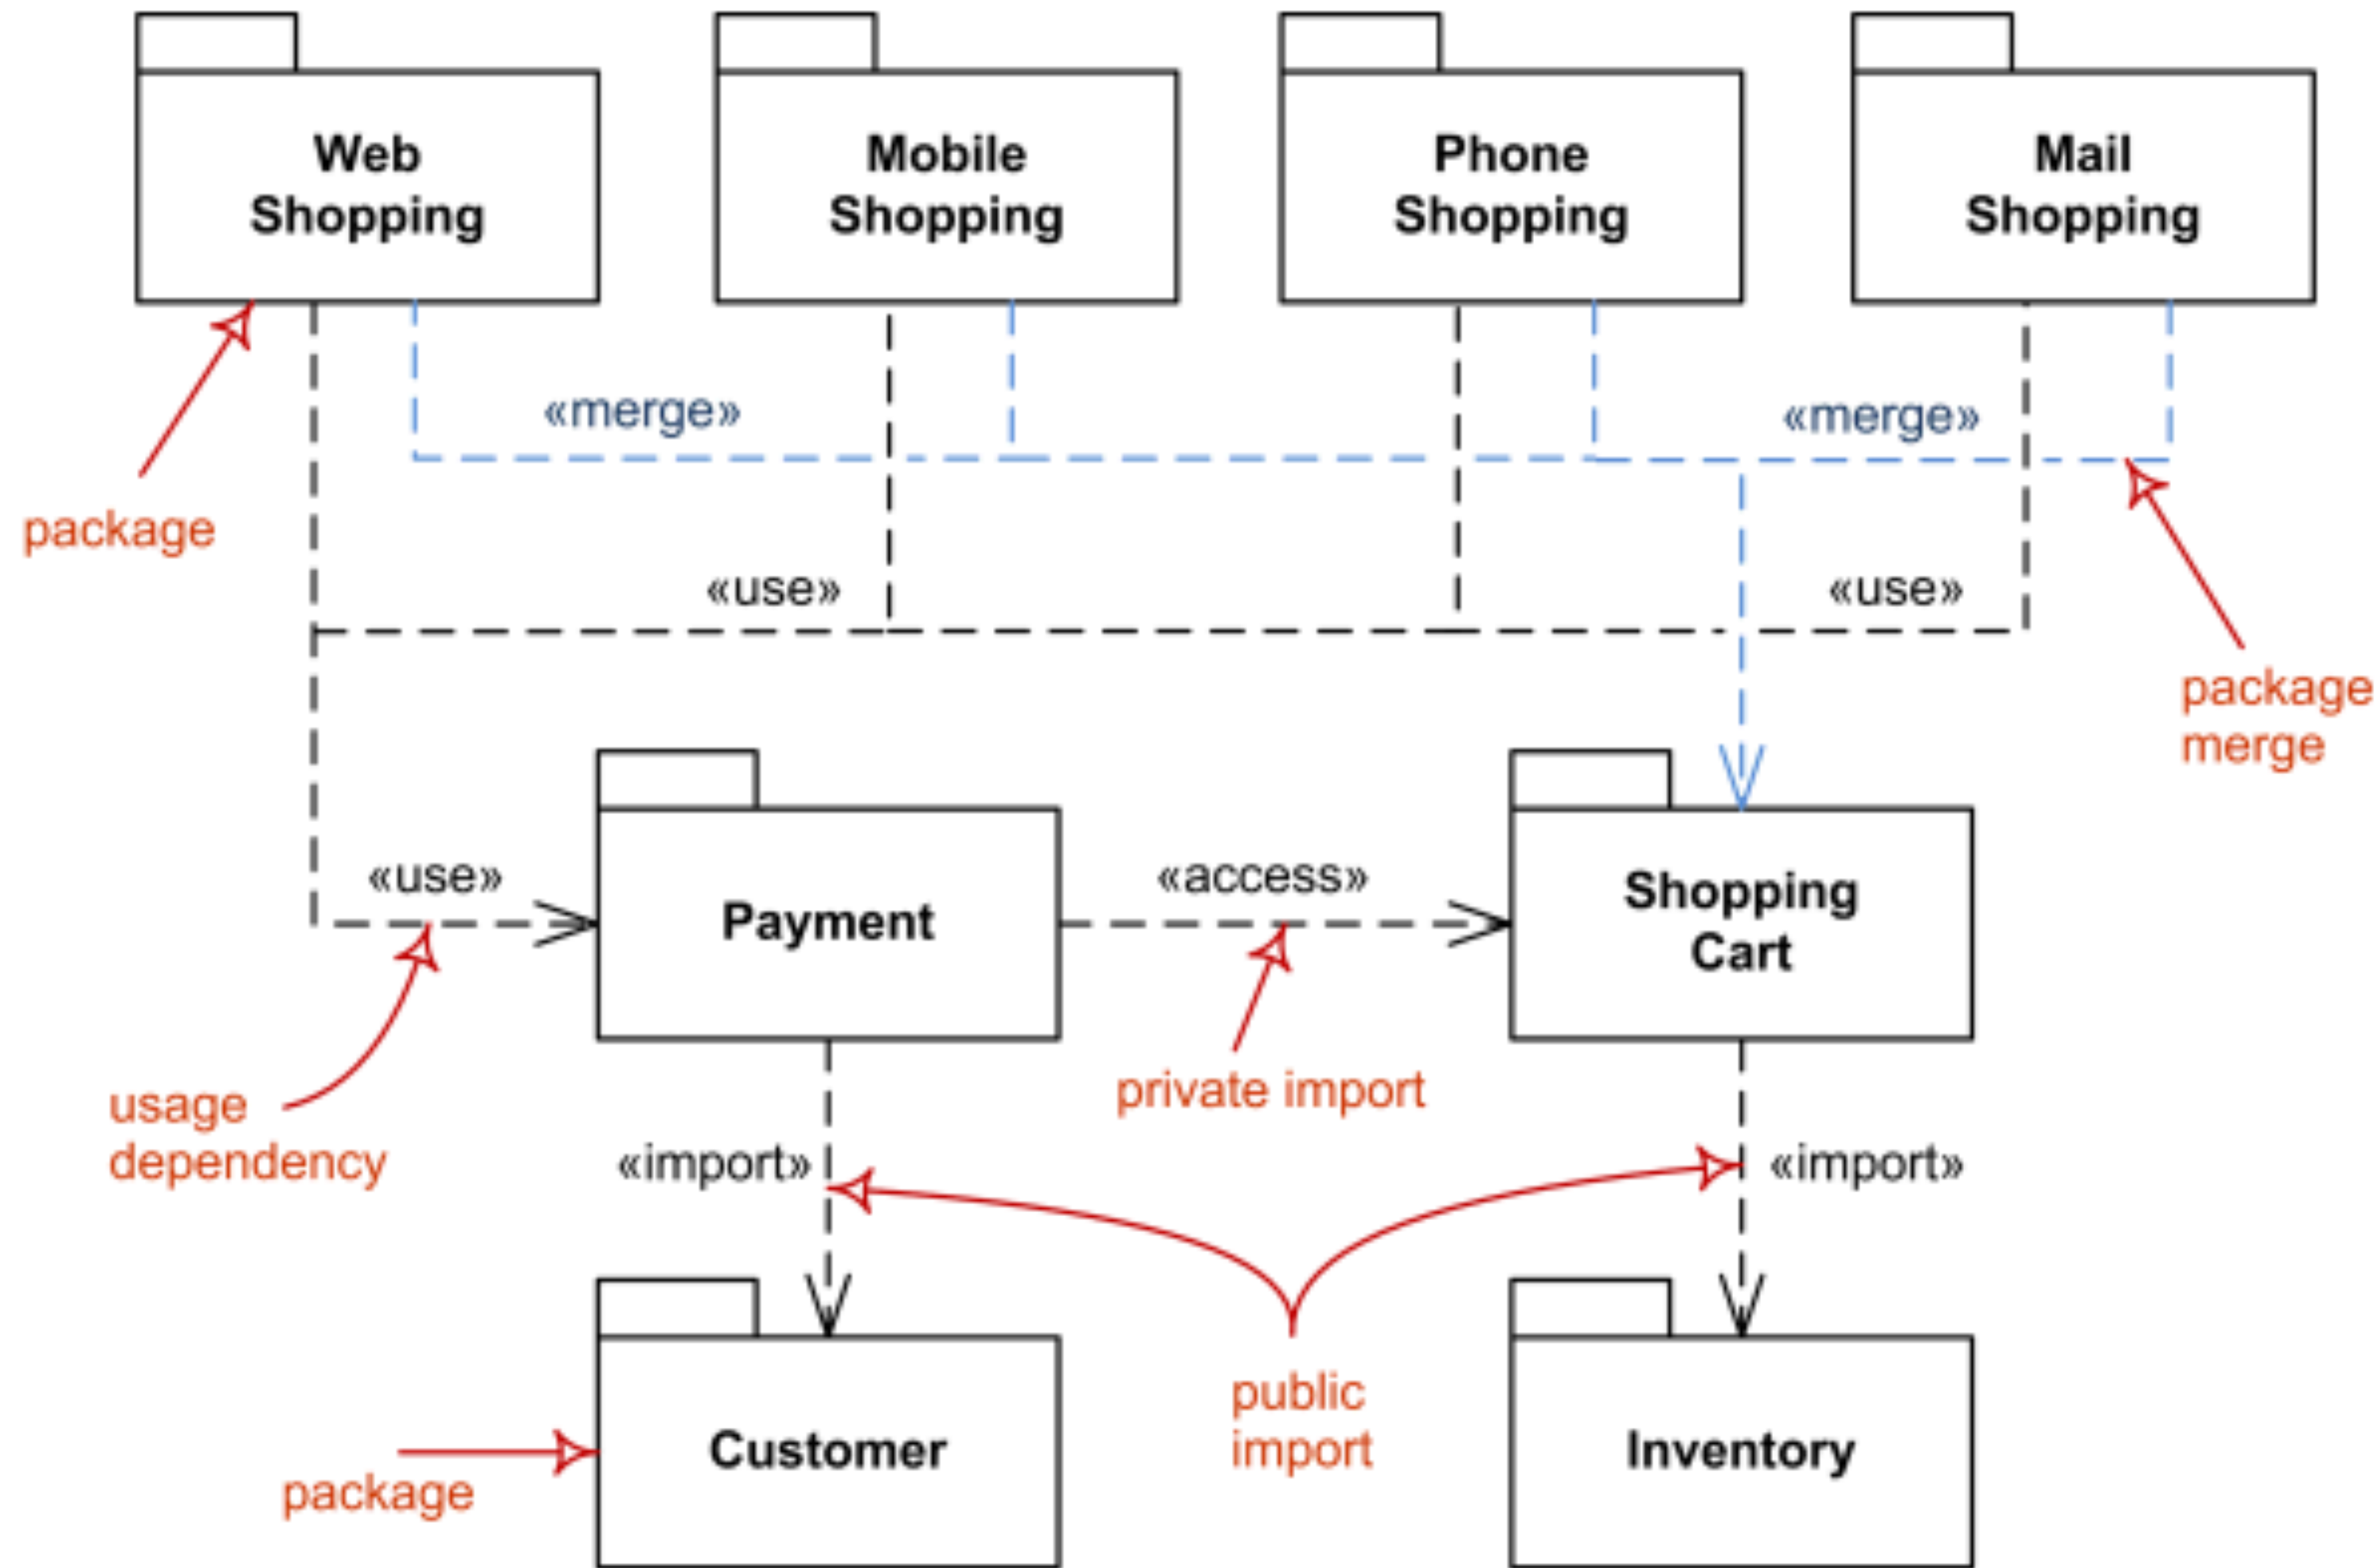 Web
Shopping
Mobile
Shopping
Phone
Shopping
Mail
Shopping
«merge»
«merge»
package
«use»
«use»
package
merge
«use»
Payment
«access»
Shopping
Cart
usage
dependency
private import
«import»
«import»
public
import
Customer
Inventory
package